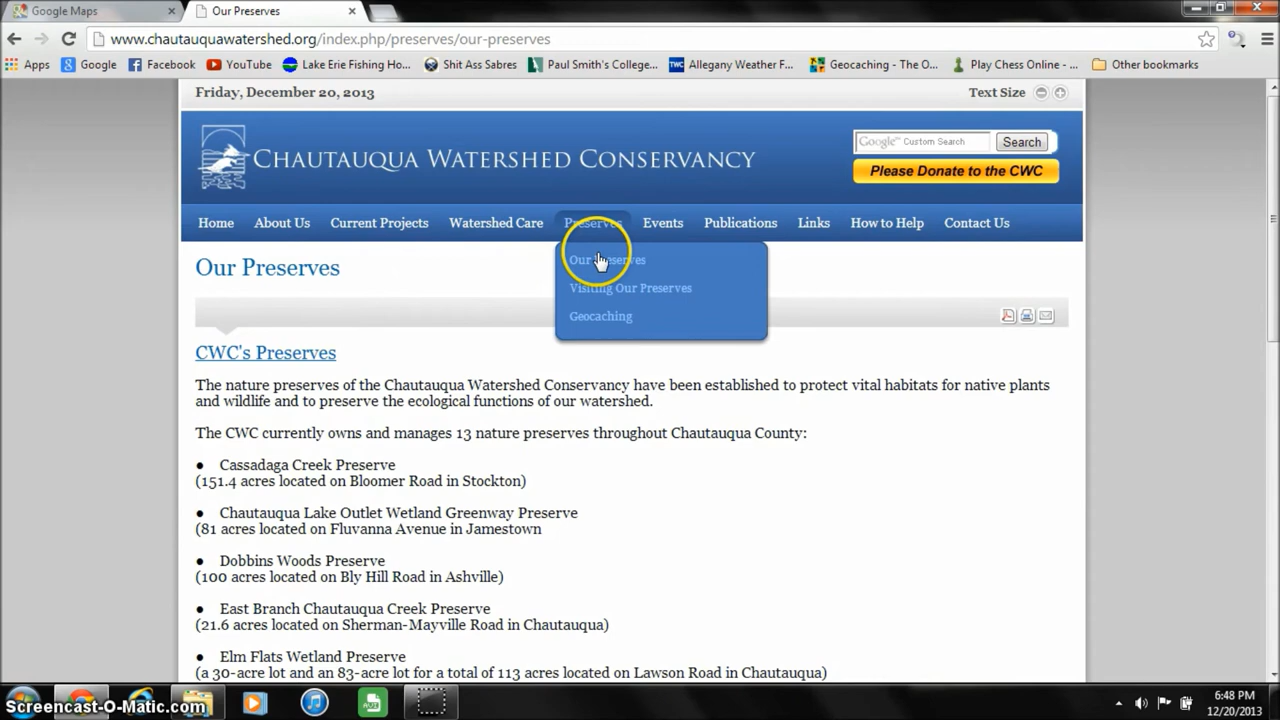 Google Maps
Our Preserves
www.chautauquawatershed.org/index.php/preserves/our-preserves
Apps Google Facebook YouTube Lake Erie Fishing Ho... Shit Ass Sabres Paul Smith's College... Allegany Weather F... Geocaching - The O... Play Chess Online - ... Other bookmarks
Friday, December 20, 2013 Text Size
CHAUTAUQUA WATERSHED CONSERVANCY
Google™ Custom Search Search
Please Donate to the CWC
Home About Us Current Projects Watershed Care Preserves Events Publications Links How to Help Contact Us
Our Preserves
Visiting Our Preserves
Geocaching
Our Preserves
CWC's Preserves
The nature preserves of the Chautauqua Watershed Conservancy have been established to protect vital habitats for native plants
and wildlife and to preserve the ecological functions of our watershed.
The CWC currently owns and manages 13 nature preserves throughout Chautauqua County:
● Cassadaga Creek Preserve
(151.4 acres located on Bloomer Road in Stockton)
● Chautauqua Lake Outlet Wetland Greenway Preserve
(81 acres located on Fluvanna Avenue in Jamestown
● Dobbins Woods Preserve
(100 acres located on Bly Hill Road in Ashville)
● East Branch Chautauqua Creek Preserve
(21.6 acres located on Sherman-Mayville Road in Chautauqua)
● Elm Flats Wetland Preserve
(a 30-acre lot and an 83-acre lot for a total of 113 acres located on Lawson Road in Chautauqua)
Screencast-O-Matic.com
6:48 PM
12/20/2013